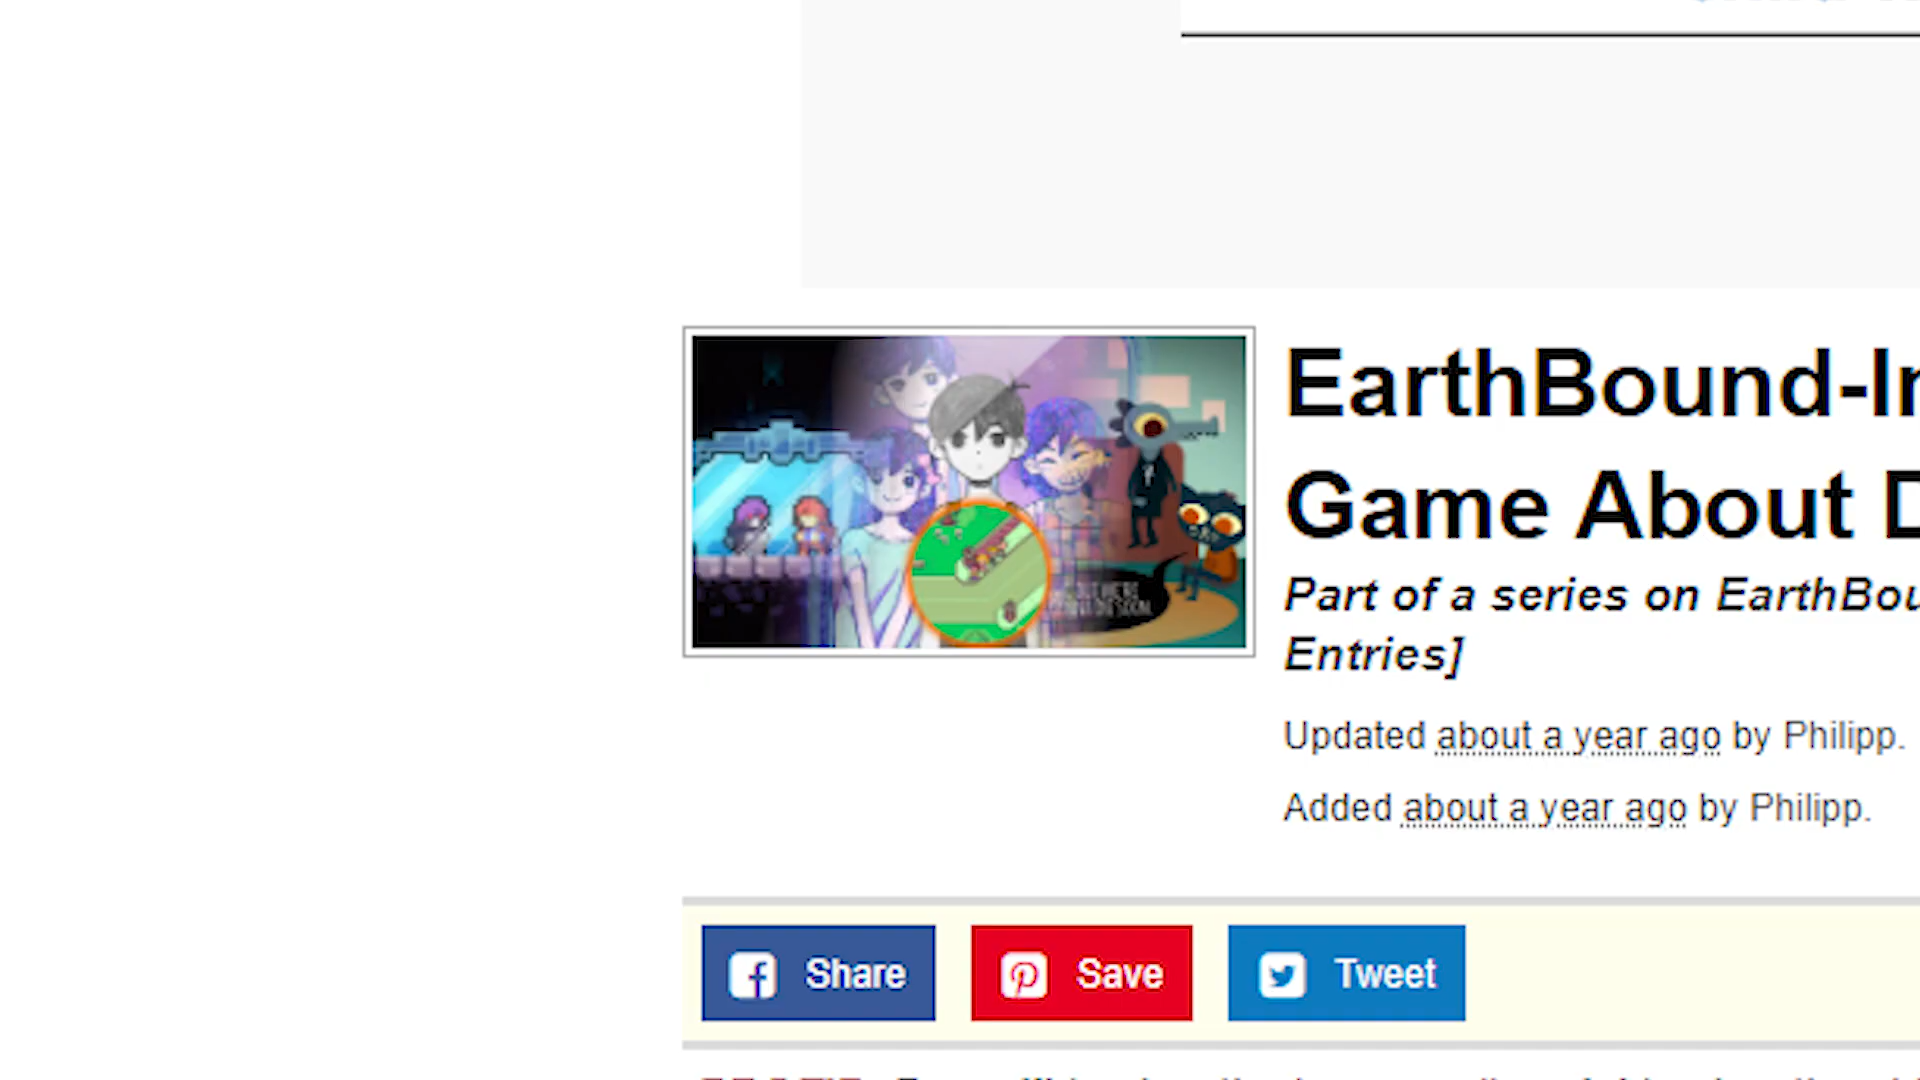 EarthBound-In
Game About D
Part of a series on EarthBou
Entries]
Updated about a year ago by Philipp.
Added about a year ago by Philipp.
Share
Save
Tweet